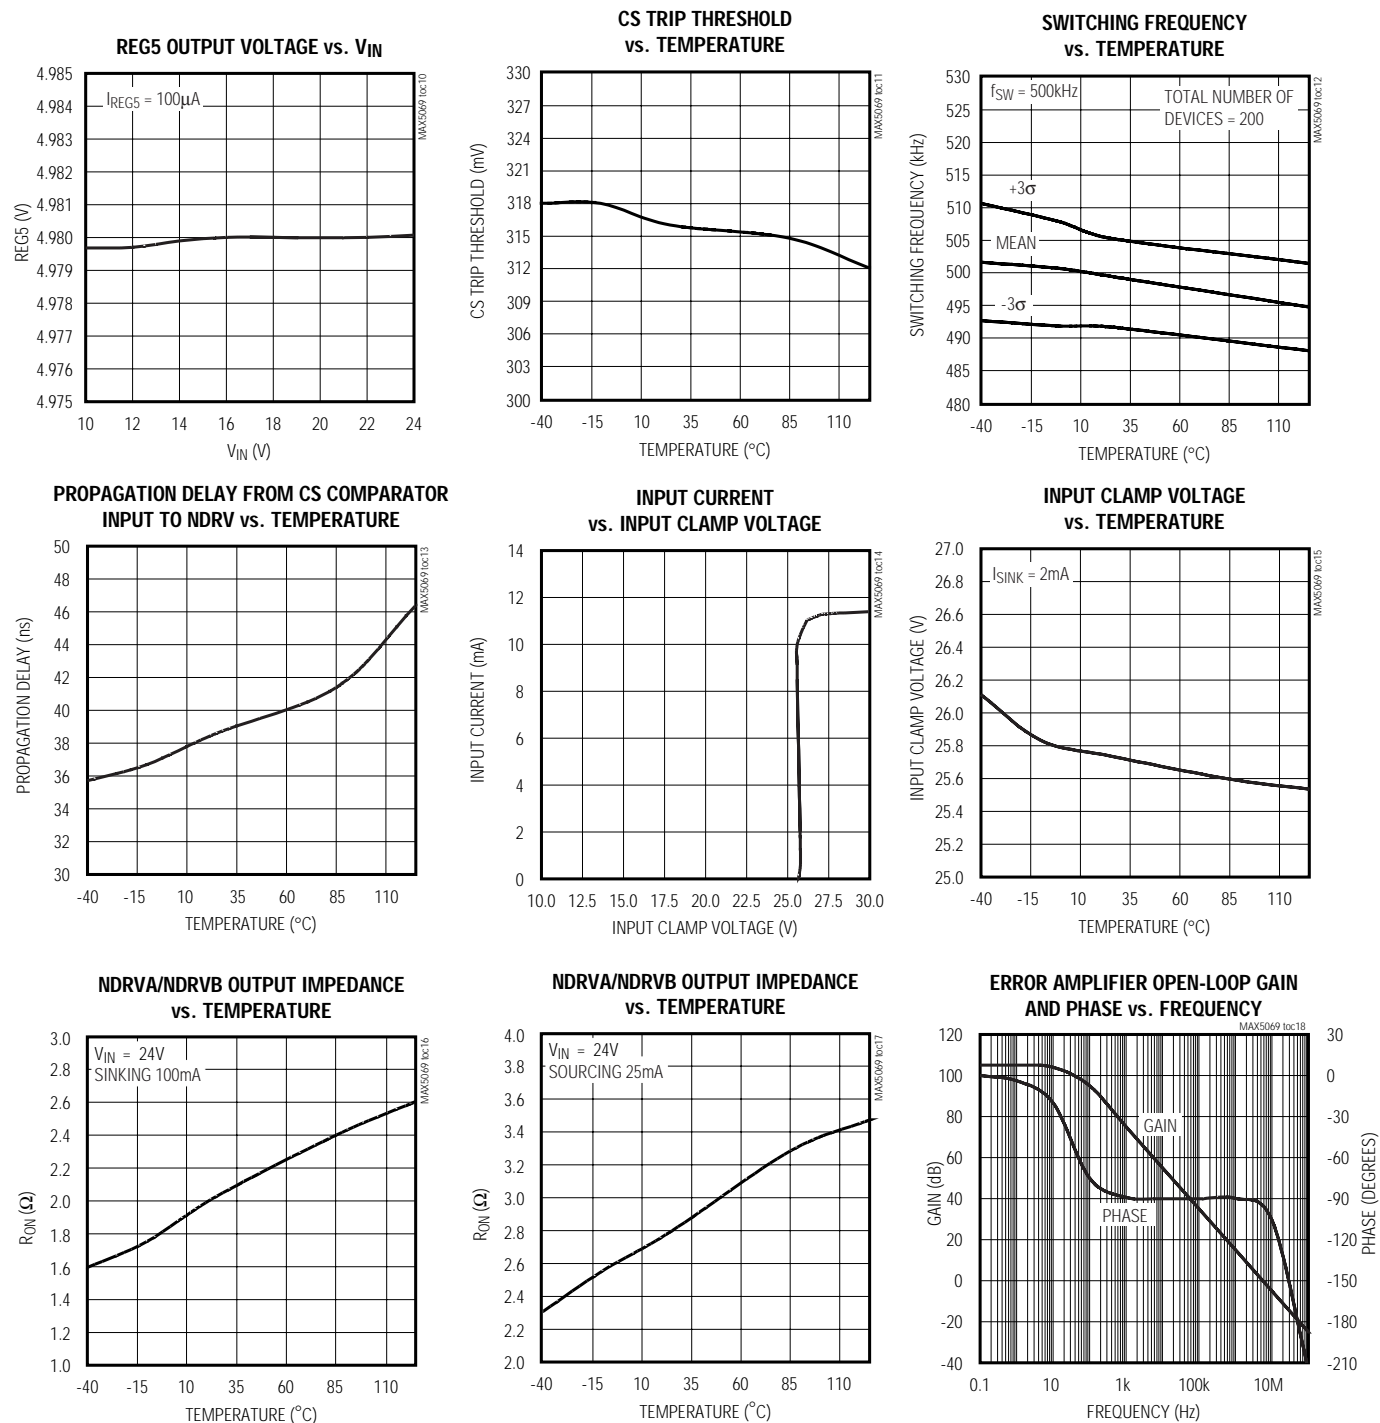 REG5 OUTPUT VOLTAGE vs. VIN
4.985
4.984
4.983
4.982
4.981
4.980
4.979
4.978
4.977
4.976
4.975
REG5 (V)
IREG5 = 100μA
MAX5069 toc10
10 12 14 16 18 20 22 24
VIN (V)
CS TRIP THRESHOLD
vs. TEMPERATURE
330
327
324
321
318
315
312
309
306
303
300
CS TRIP THRESHOLD (mV)
MAX5069 toc11
-40 -15 10 35 60 85 110
TEMPERATURE (°C)
SWITCHING FREQUENCY
vs. TEMPERATURE
530
525
520
515
510
505
500
495
490
485
480
SWITCHING FREQUENCY (kHz)
fSW = 500kHz
TOTAL NUMBER OF
DEVICES = 200
+3σ
MEAN
-3σ
MAX5069 toc12
-40 -15 10 35 60 85 110
TEMPERATURE (°C)
PROPAGATION DELAY FROM CS COMPARATOR
INPUT TO NDRV vs. TEMPERATURE
50
48
46
44
42
40
38
36
34
32
30
PROPAGATION DELAY (ns)
MAX5069 toc13
-40 -15 10 35 60 85 110
TEMPERATURE (°C)
INPUT CURRENT
vs. INPUT CLAMP VOLTAGE
14
12
10
8
6
4
2
0
INPUT CURRENT (mA)
MAX5069 toc14
10.0 12.5 15.0 17.5 20.0 22.5 25.0 27.5 30.0
INPUT CLAMP VOLTAGE (V)
INPUT CLAMP VOLTAGE
vs. TEMPERATURE
27.0
26.8
26.6
26.4
26.2
26.0
25.8
25.6
25.4
25.2
25.0
INPUT CLAMP VOLTAGE (V)
ISINK = 2mA
MAX5069 toc15
-40 -15 10 35 60 85 110
TEMPERATURE (°C)
NDRVA/NDRVB OUTPUT IMPEDANCE
vs. TEMPERATURE
3.0
2.8
2.6
2.4
2.2
2.0
1.8
1.6
1.4
1.2
1.0
RON (Ω)
VIN = 24V
SINKING 100mA
MAX5069 toc16
-40 -15 10 35 60 85 110
TEMPERATURE (°C)
NDRVA/NDRVB OUTPUT IMPEDANCE
vs. TEMPERATURE
4.0
3.8
3.6
3.4
3.2
3.0
2.8
2.6
2.4
2.2
2.0
RON (Ω)
VIN = 24V
SOURCING 25mA
MAX5069 toc17
-40 -15 10 35 60 85 110
TEMPERATURE (°C)
ERROR AMPLIFIER OPEN-LOOP GAIN
AND PHASE vs. FREQUENCY
MAX5069 toc18
120
100
80
60
40
20
0
-20
-40
GAIN (dB)
GAIN
PHASE
30
0
-30
-60
-90
-120
-150
-180
-210
PHASE (DEGREES)
0.1 10 1k 100k 10M
FREQUENCY (Hz)